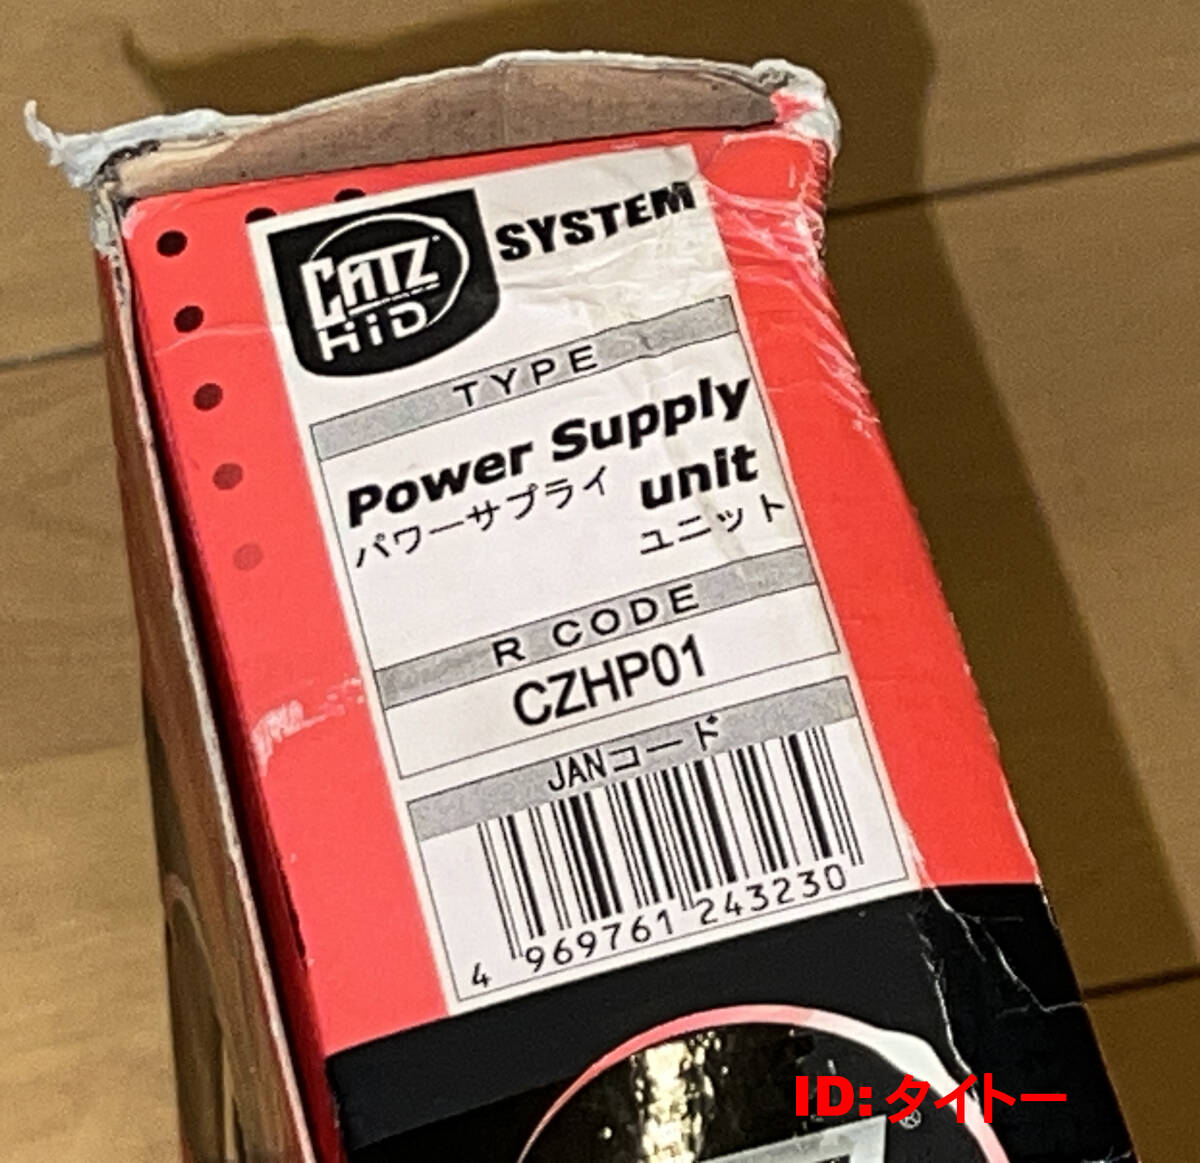 CATZ
HiD
SYSTEM
TYPE
Power Supply
unit
パワーサプライ
ユニット
R CODE
CZHP01
JANコード
4 969761 243230
ID:タイトー
®